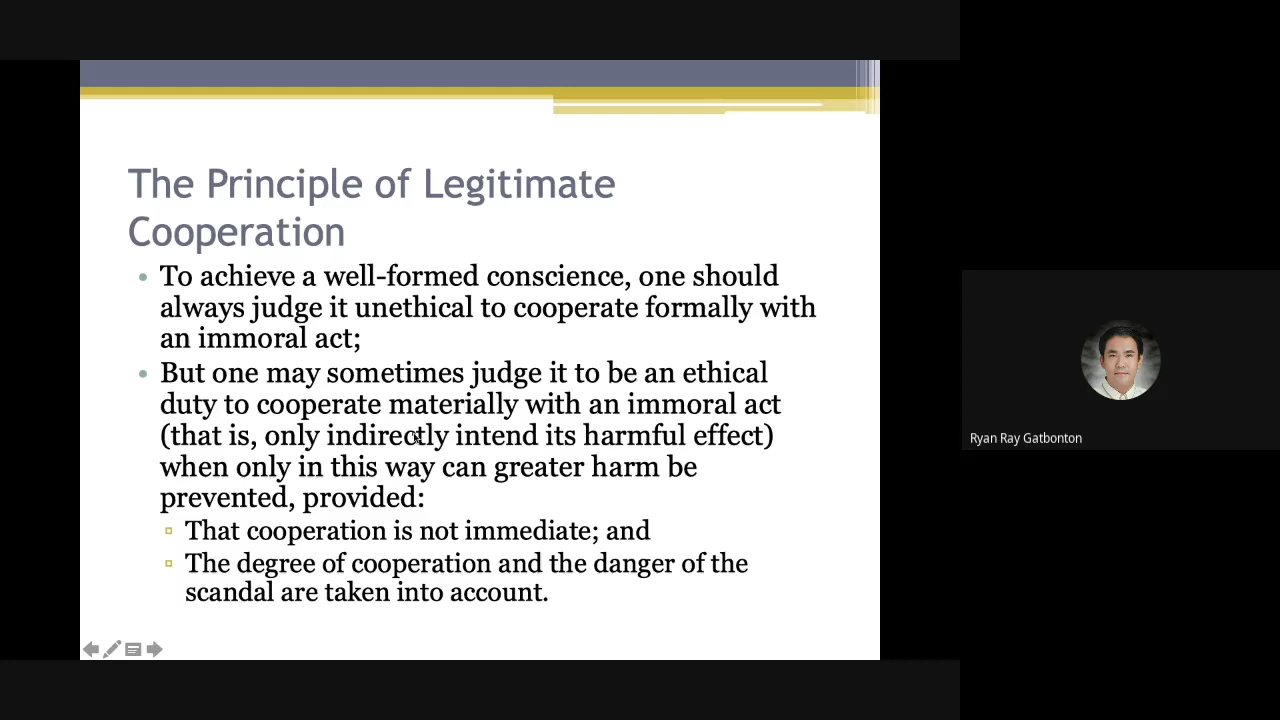 The Principle of Legitimate
Cooperation
To achieve a well-formed conscience, one should
always judge it unethical to cooperate formally with
an immoral act;
But one may sometimes judge it to be an ethical
duty to cooperate materially with an immoral act
(that is, only indirectly intend its harmful effect)
when only in this way can greater harm be
prevented, provided:
That cooperation is not immediate; and
The degree of cooperation and the danger of the
scandal are taken into account.
Ryan Ray Gatbonton